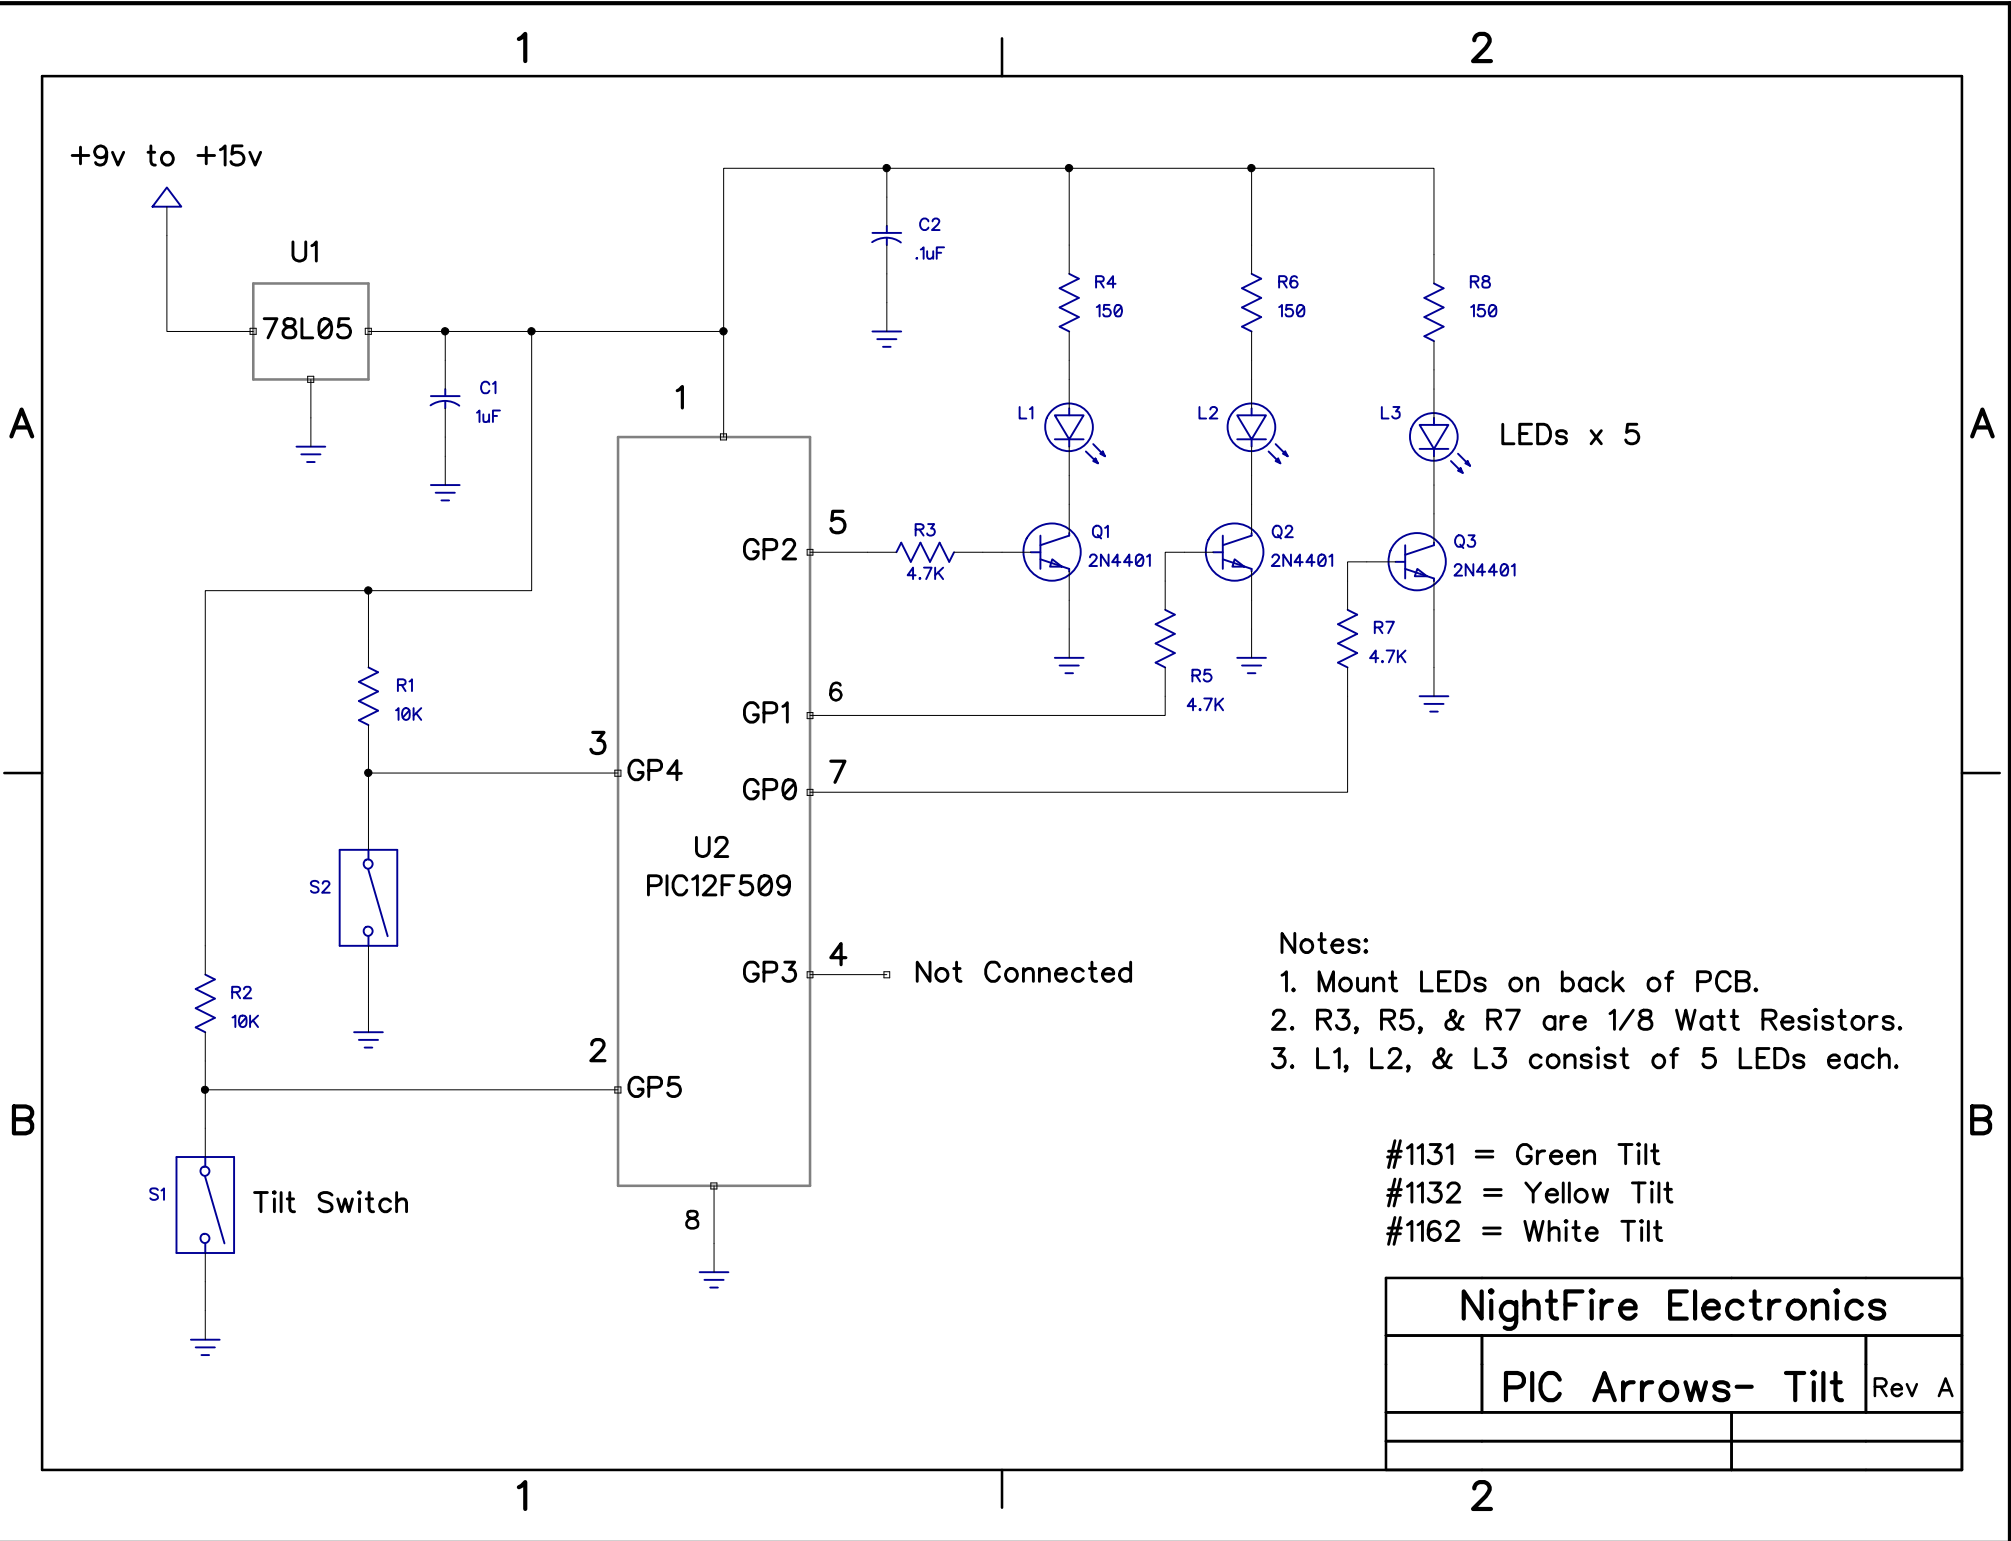 1
2
+9v to +15v
U1
78L05
C1
1uF
C2
.1uF
R4
150
R6
150
R8
150
A
A
1
L1
L2
L3
LEDs x 5
GP2
5
R3
4.7K
Q1
2N4401
Q2
2N4401
Q3
2N4401
R7
4.7K
R5
4.7K
R1
10K
GP1
6
3
GP4
GP0
7
U2
PIC12F509
S2
GP3
4
Not Connected
R2
10K
2
GP5
Notes:
1. Mount LEDs on back of PCB.
2. R3, R5, & R7 are 1/8 Watt Resistors.
3. L1, L2, & L3 consist of 5 LEDs each.
B
B
S1
Tilt Switch
8
#1131 = Green Tilt
#1132 = Yellow Tilt
#1162 = White Tilt
NightFire Electronics
PIC Arrows- Tilt
Rev A
1
2